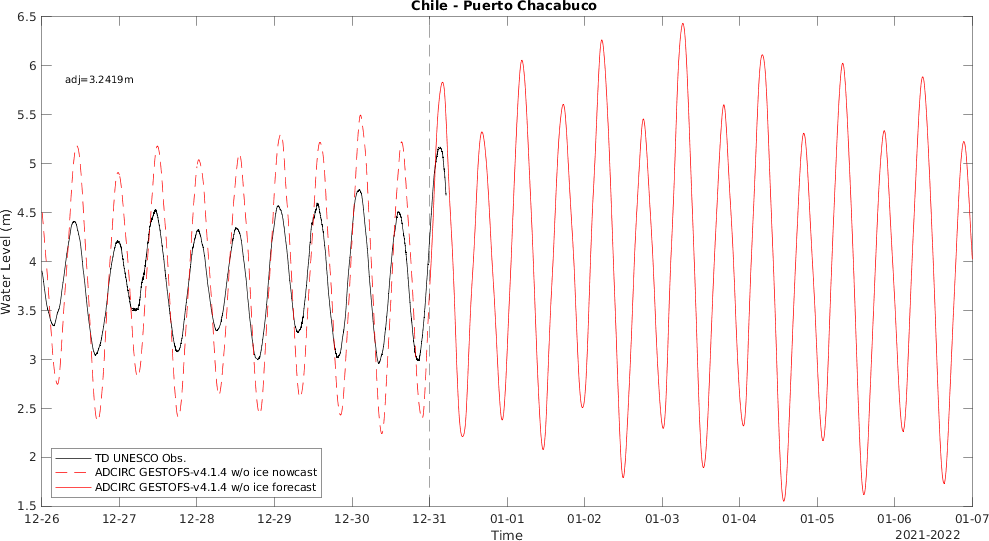 Chile - Puerto Chacabuco
6.5
6
5.5
5
4.5
4
3.5
3
2.5
2
1.5
Water Level (m)
adj=3.2419m
TD UNESCO Obs.
ADCIRC GESTOFS-v4.1.4 w/o ice nowcast
ADCIRC GESTOFS-v4.1.4 w/o ice forecast
12-26 12-27 12-28 12-29 12-30 12-31 01-01 01-02 01-03 01-04 01-05 01-06 01-07
Time
2021-2022